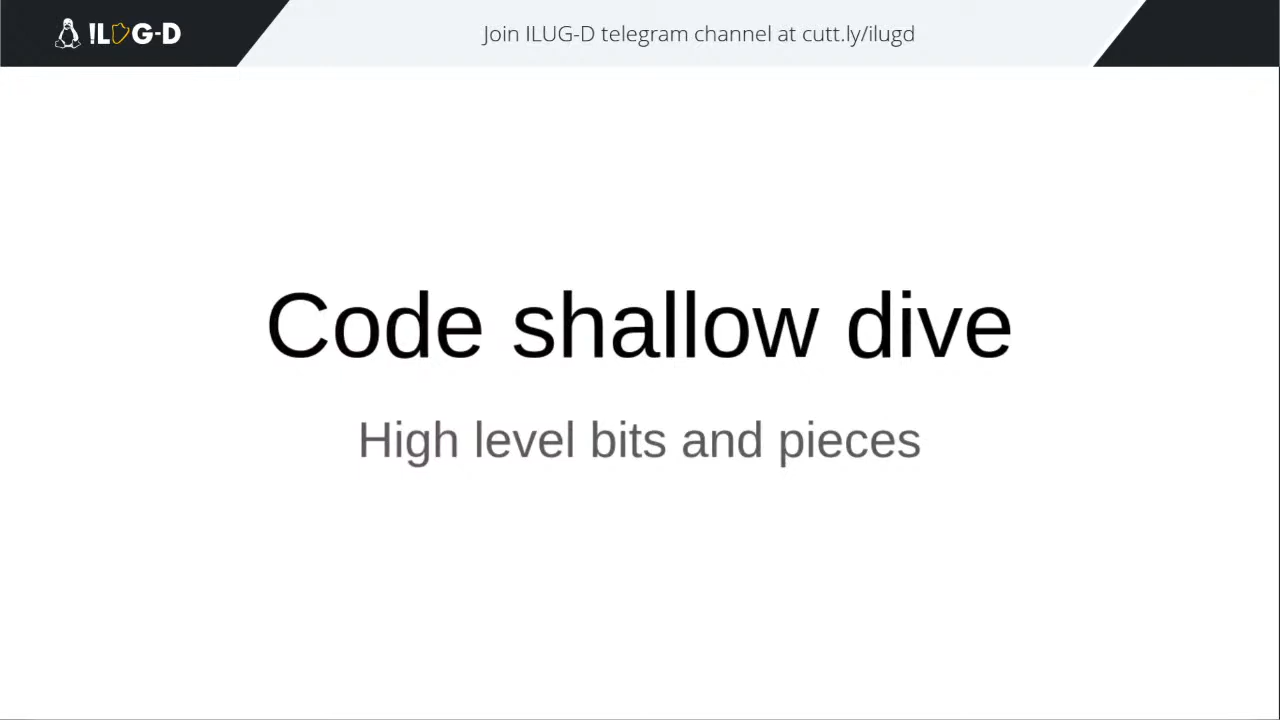 ILUG-D
Join ILUG-D telegram channel at cutt.ly/ilugd
Code shallow dive
High level bits and pieces